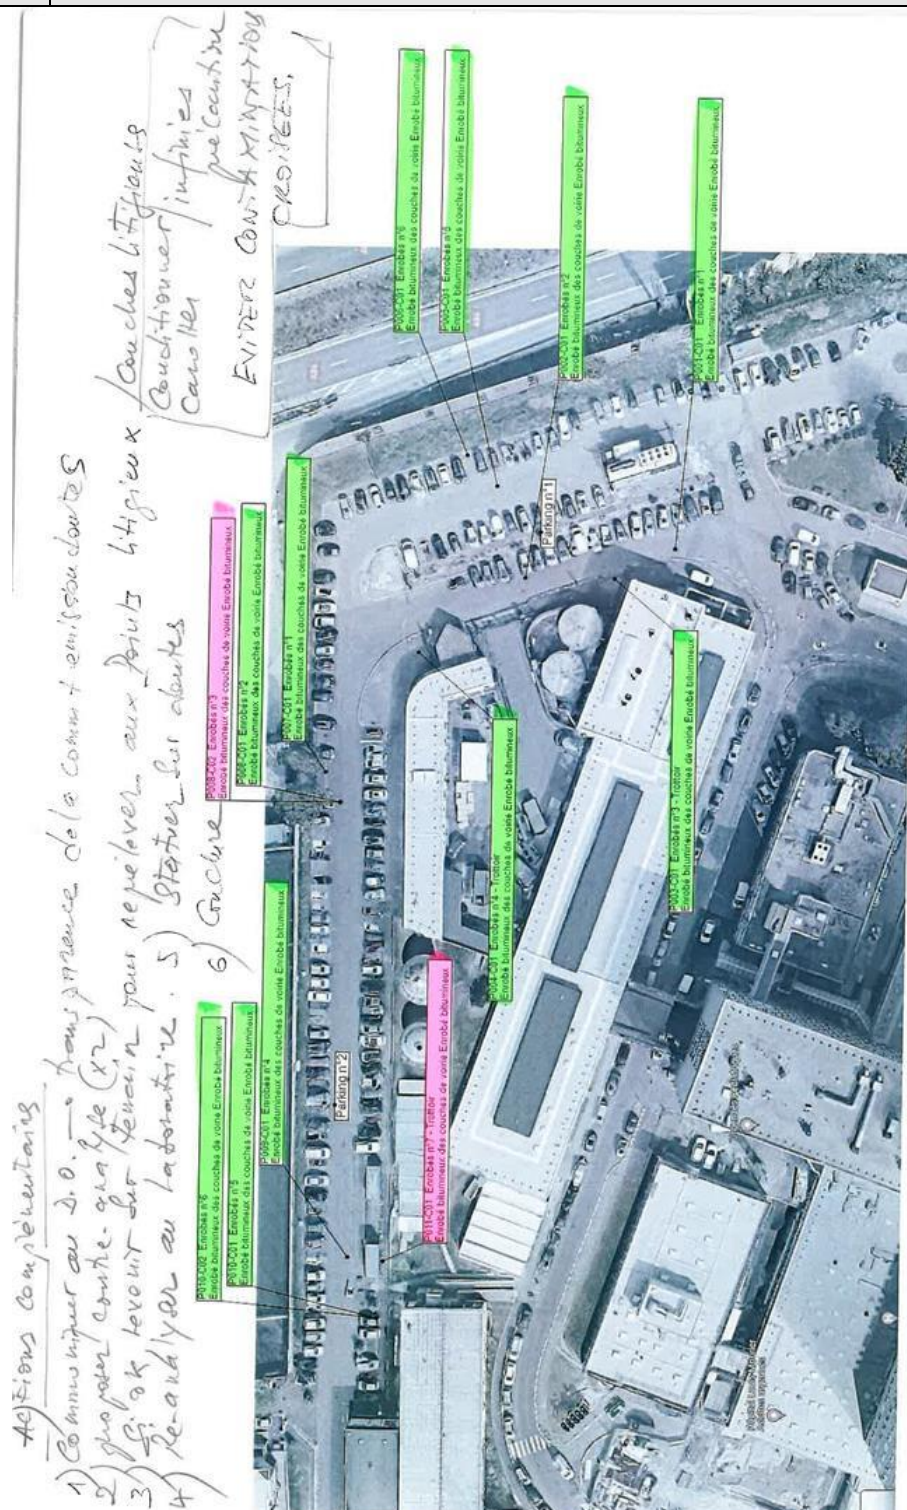 Actions complémentaires
1) Communiquer au D.O. → transparence de la comm + emission doutes
2) proposer contre-analyse (x2)
3) Si ok revenir sur terrain pour prélever aux points litigieux
4) Re-analyser au laboratoire. 5) Statuer sur doutes
6) Conclure
Couches litigieuses
Conditionner infinies
Carotter précaution
EVITER CONTAMINATION
CROISEES.
P010-C02 Enrobés n°6
Enrobé bitumineux des couches de voirie Enrobé bitumineux
P010-C01 Enrobés n°5
Enrobé bitumineux des couches de voirie Enrobé bitumineux
P009-C01 Enrobés n°4
Enrobé bitumineux des couches de voirie Enrobé bitumineux
P008-C02 Enrobés n°3
Enrobé bitumineux des couches de voirie Enrobé bitumineux
P008-C01 Enrobés n°2
Enrobé bitumineux des couches de voirie Enrobé bitumineux
P007-C01 Enrobés n°1
Enrobé bitumineux des couches de voirie Enrobé bitumineux
P006-C01 Enrobés n°6
Enrobé bitumineux des couches de voirie Enrobé bitumineux
P005-C01 Enrobés n°5
Enrobé bitumineux des couches de voirie Enrobé bitumineux
P002-C01 Enrobés n°2
Enrobé bitumineux des couches de voirie Enrobé bitumineux
P001-C01 Enrobés n°1
Enrobé bitumineux des couches de voirie Enrobé bitumineux
Parking n°2
Parking n°1
P011-C01 Enrobés n°7 - Trottoir
Enrobé bitumineux des couches de voirie Enrobé bitumineux
P004-C01 Enrobés n°4 - Trottoir
Enrobé bitumineux des couches de voirie Enrobé bitumineux
P003-C01 Enrobés n°3 - Trottoir
Enrobé bitumineux des couches de voirie Enrobé bitumineux